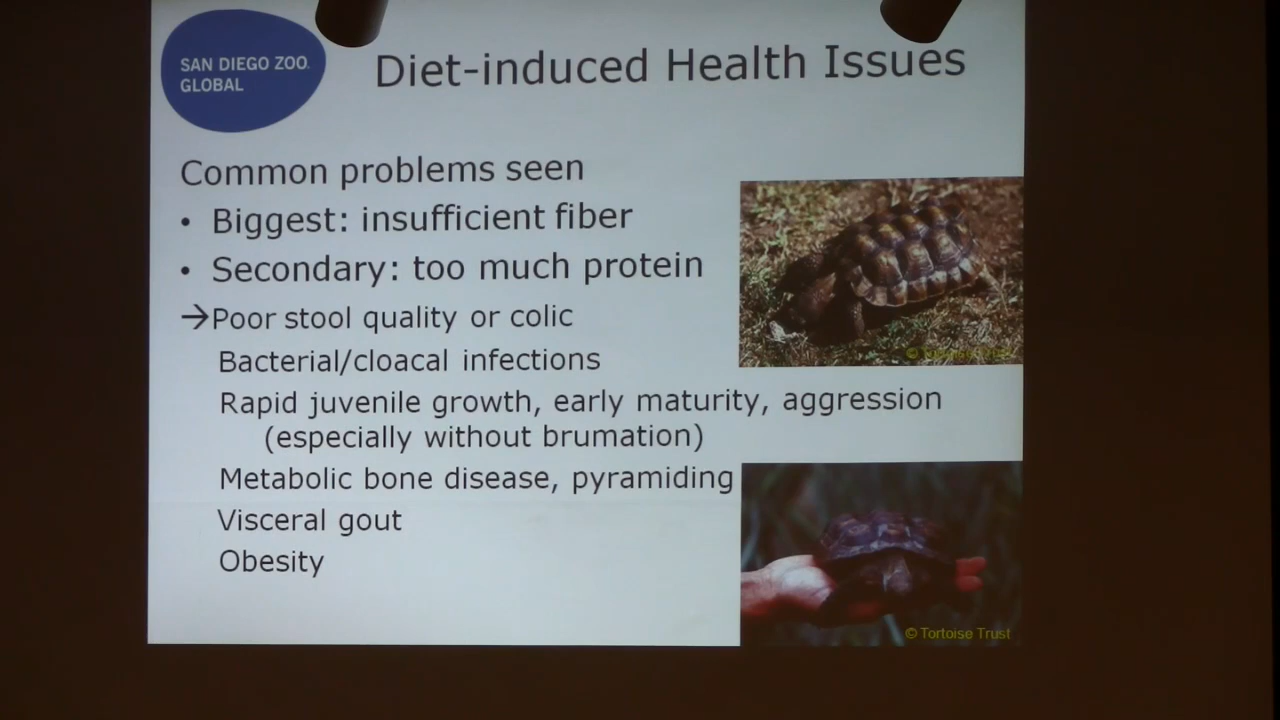 SAN DIEGO ZOO
GLOBAL
Diet-induced Health Issues
Common problems seen
• Biggest: insufficient fiber
• Secondary: too much protein
→Poor stool quality or colic
Bacterial/cloacal infections
Rapid juvenile growth, early maturity, aggression
(especially without brumation)
Metabolic bone disease, pyramiding
Visceral gout
Obesity
© Tortoise Trust